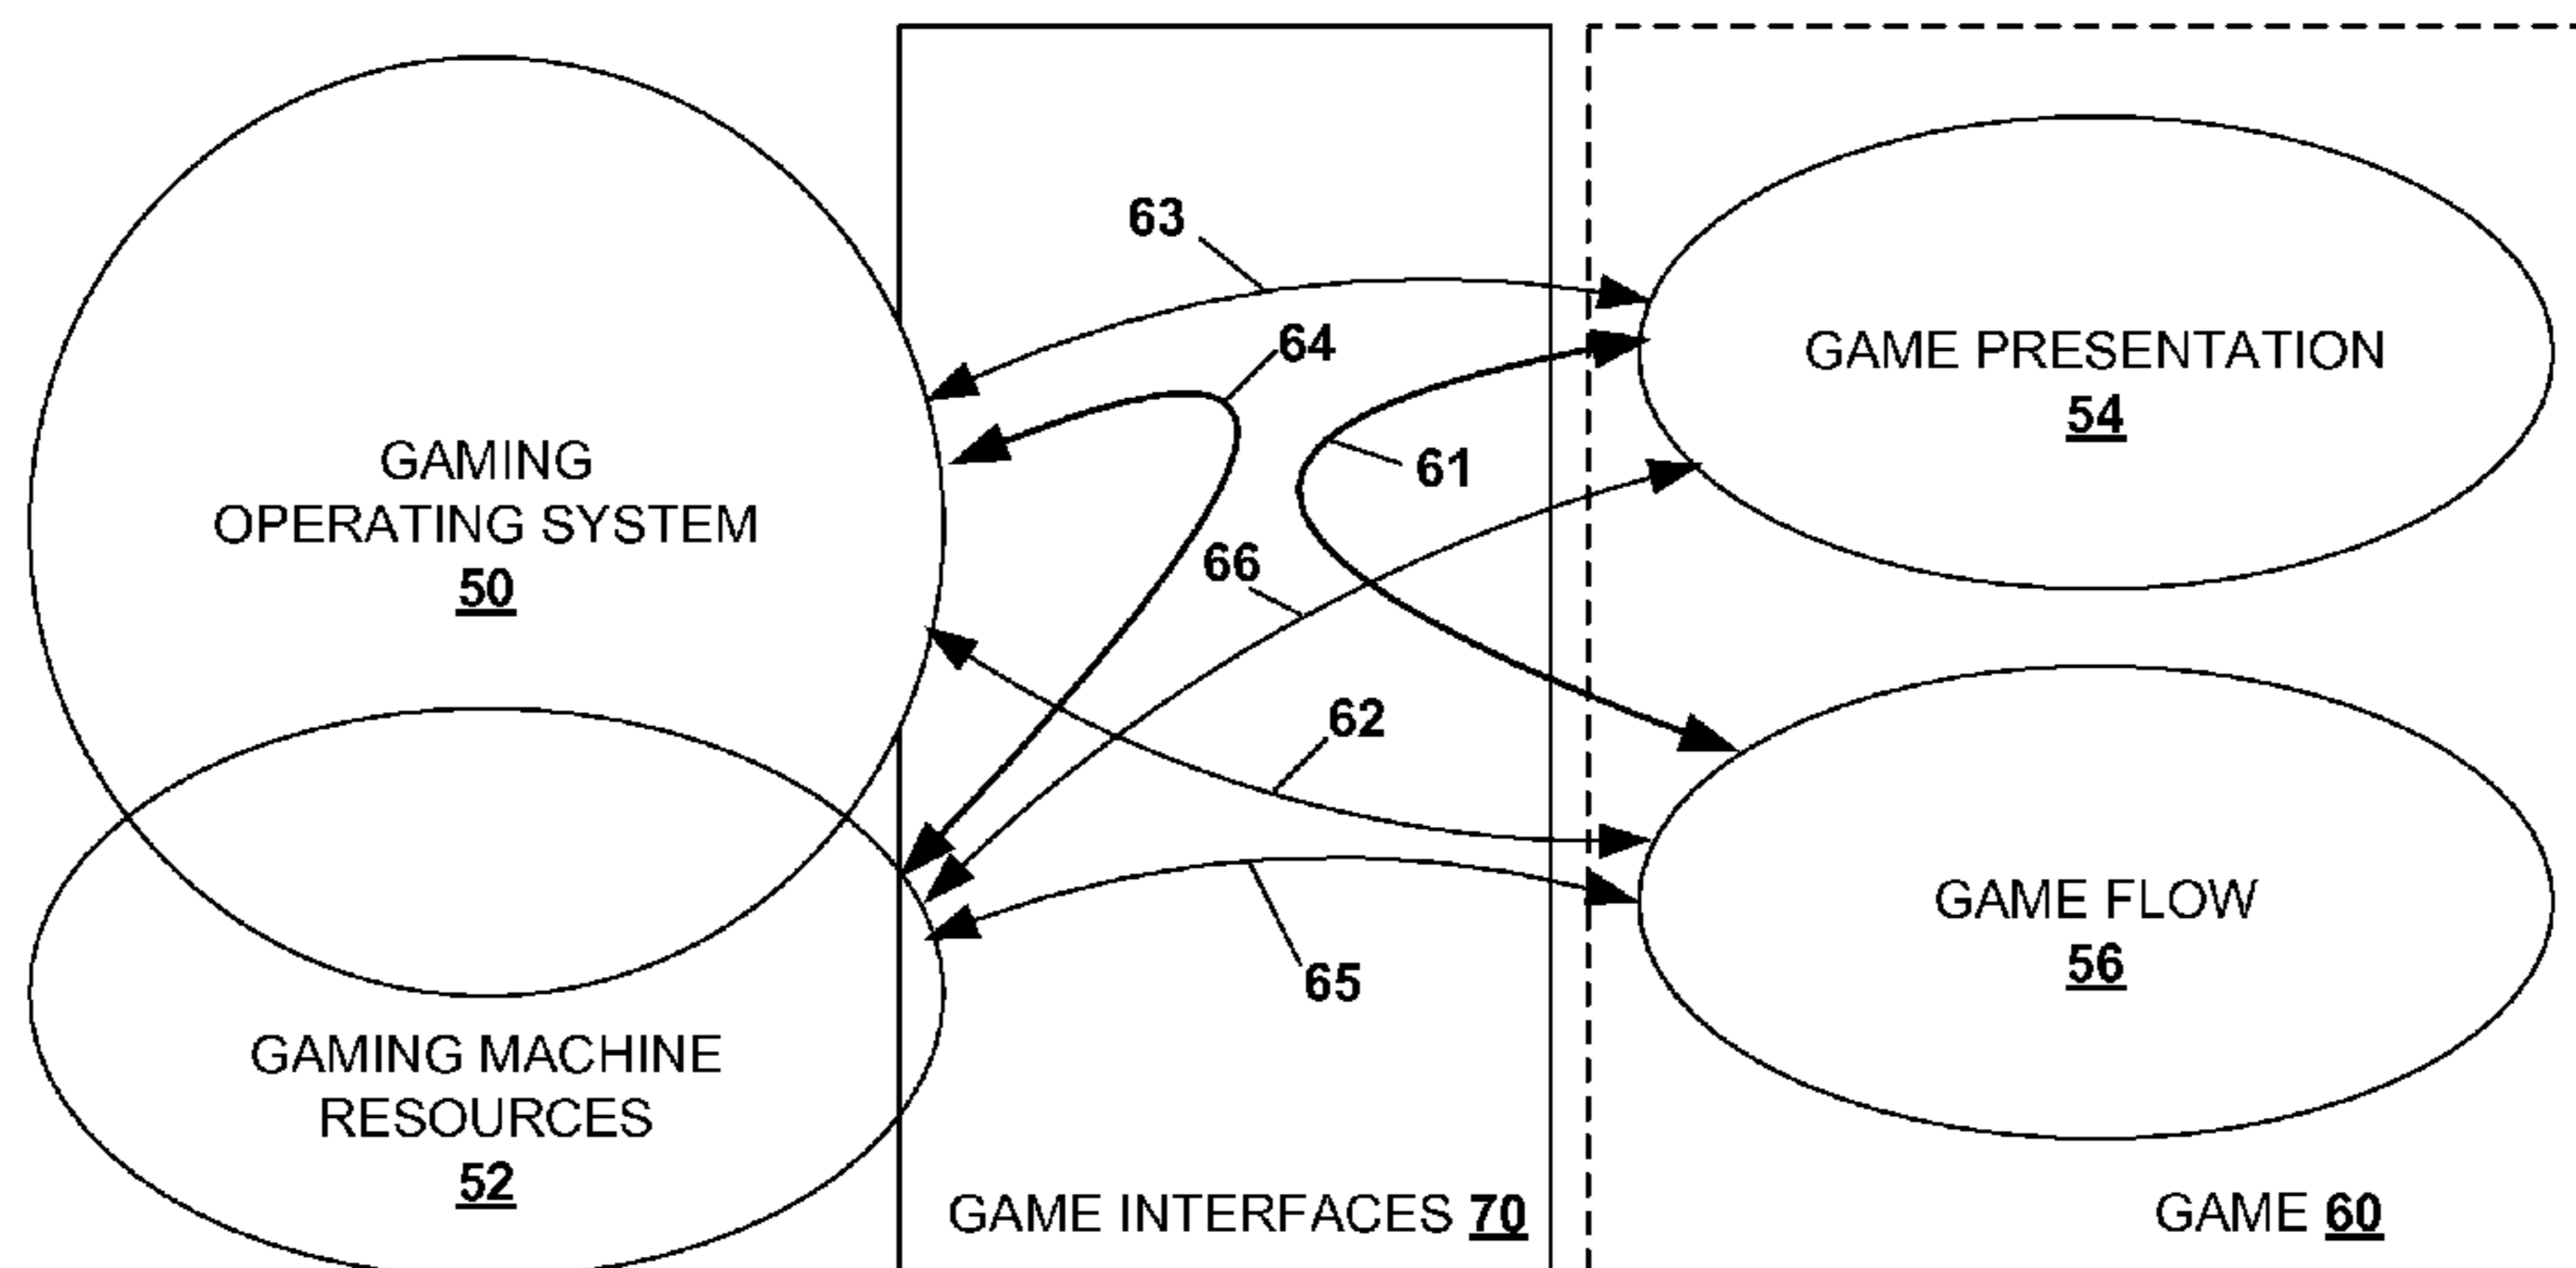 63
64
GAME PRESENTATION
54
GAMING
OPERATING SYSTEM
50
61
66
62
GAME FLOW
56
65
GAMING MACHINE
RESOURCES
52
GAME INTERFACES 70
GAME 60